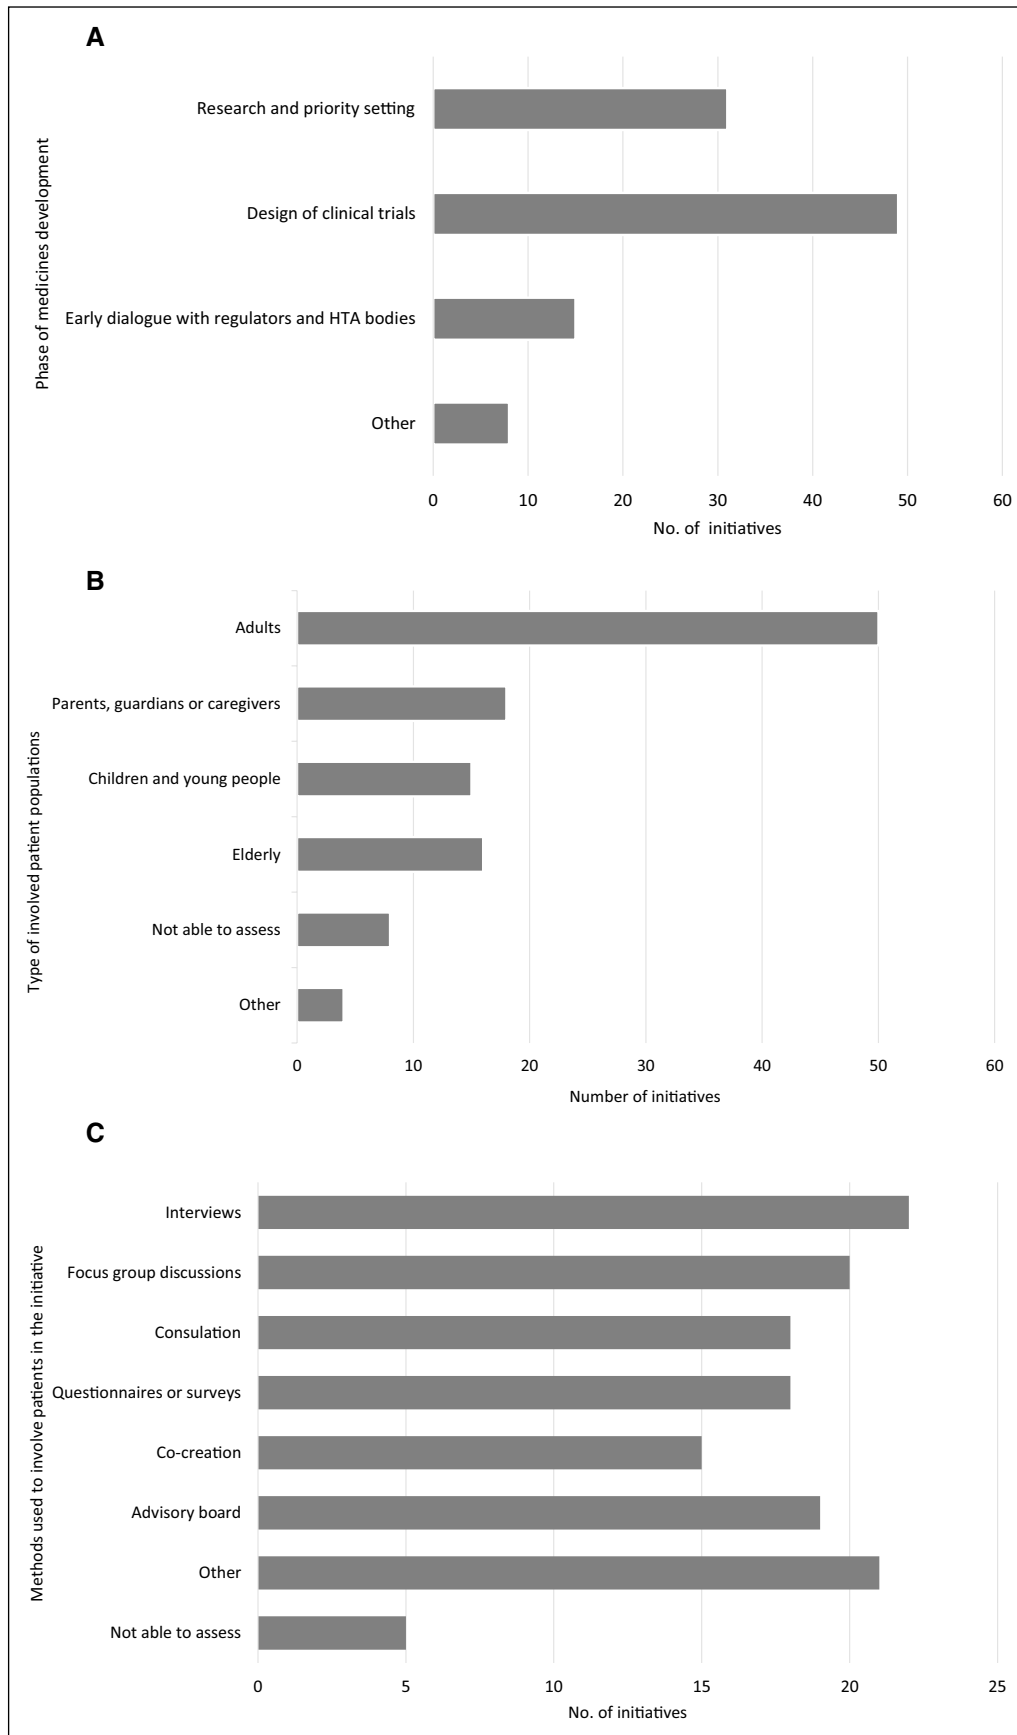 A
Phase of medicines development
Research and priority setting
Design of clinical trials
Early dialogue with regulators and HTA bodies
Other
0 10 20 30 40 50 60
No. of initiatives
B
Type of involved patient populations
Adults
Parents, guardians or caregivers
Children and young people
Elderly
Not able to assess
Other
0 10 20 30 40 50 60
Number of initiatives
C
Methods used to involve patients in the initiative
Interviews
Focus group discussions
Consulation
Questionnaires or surveys
Co-creation
Advisory board
Other
Not able to assess
0 5 10 15 20 25
No. of initiatives